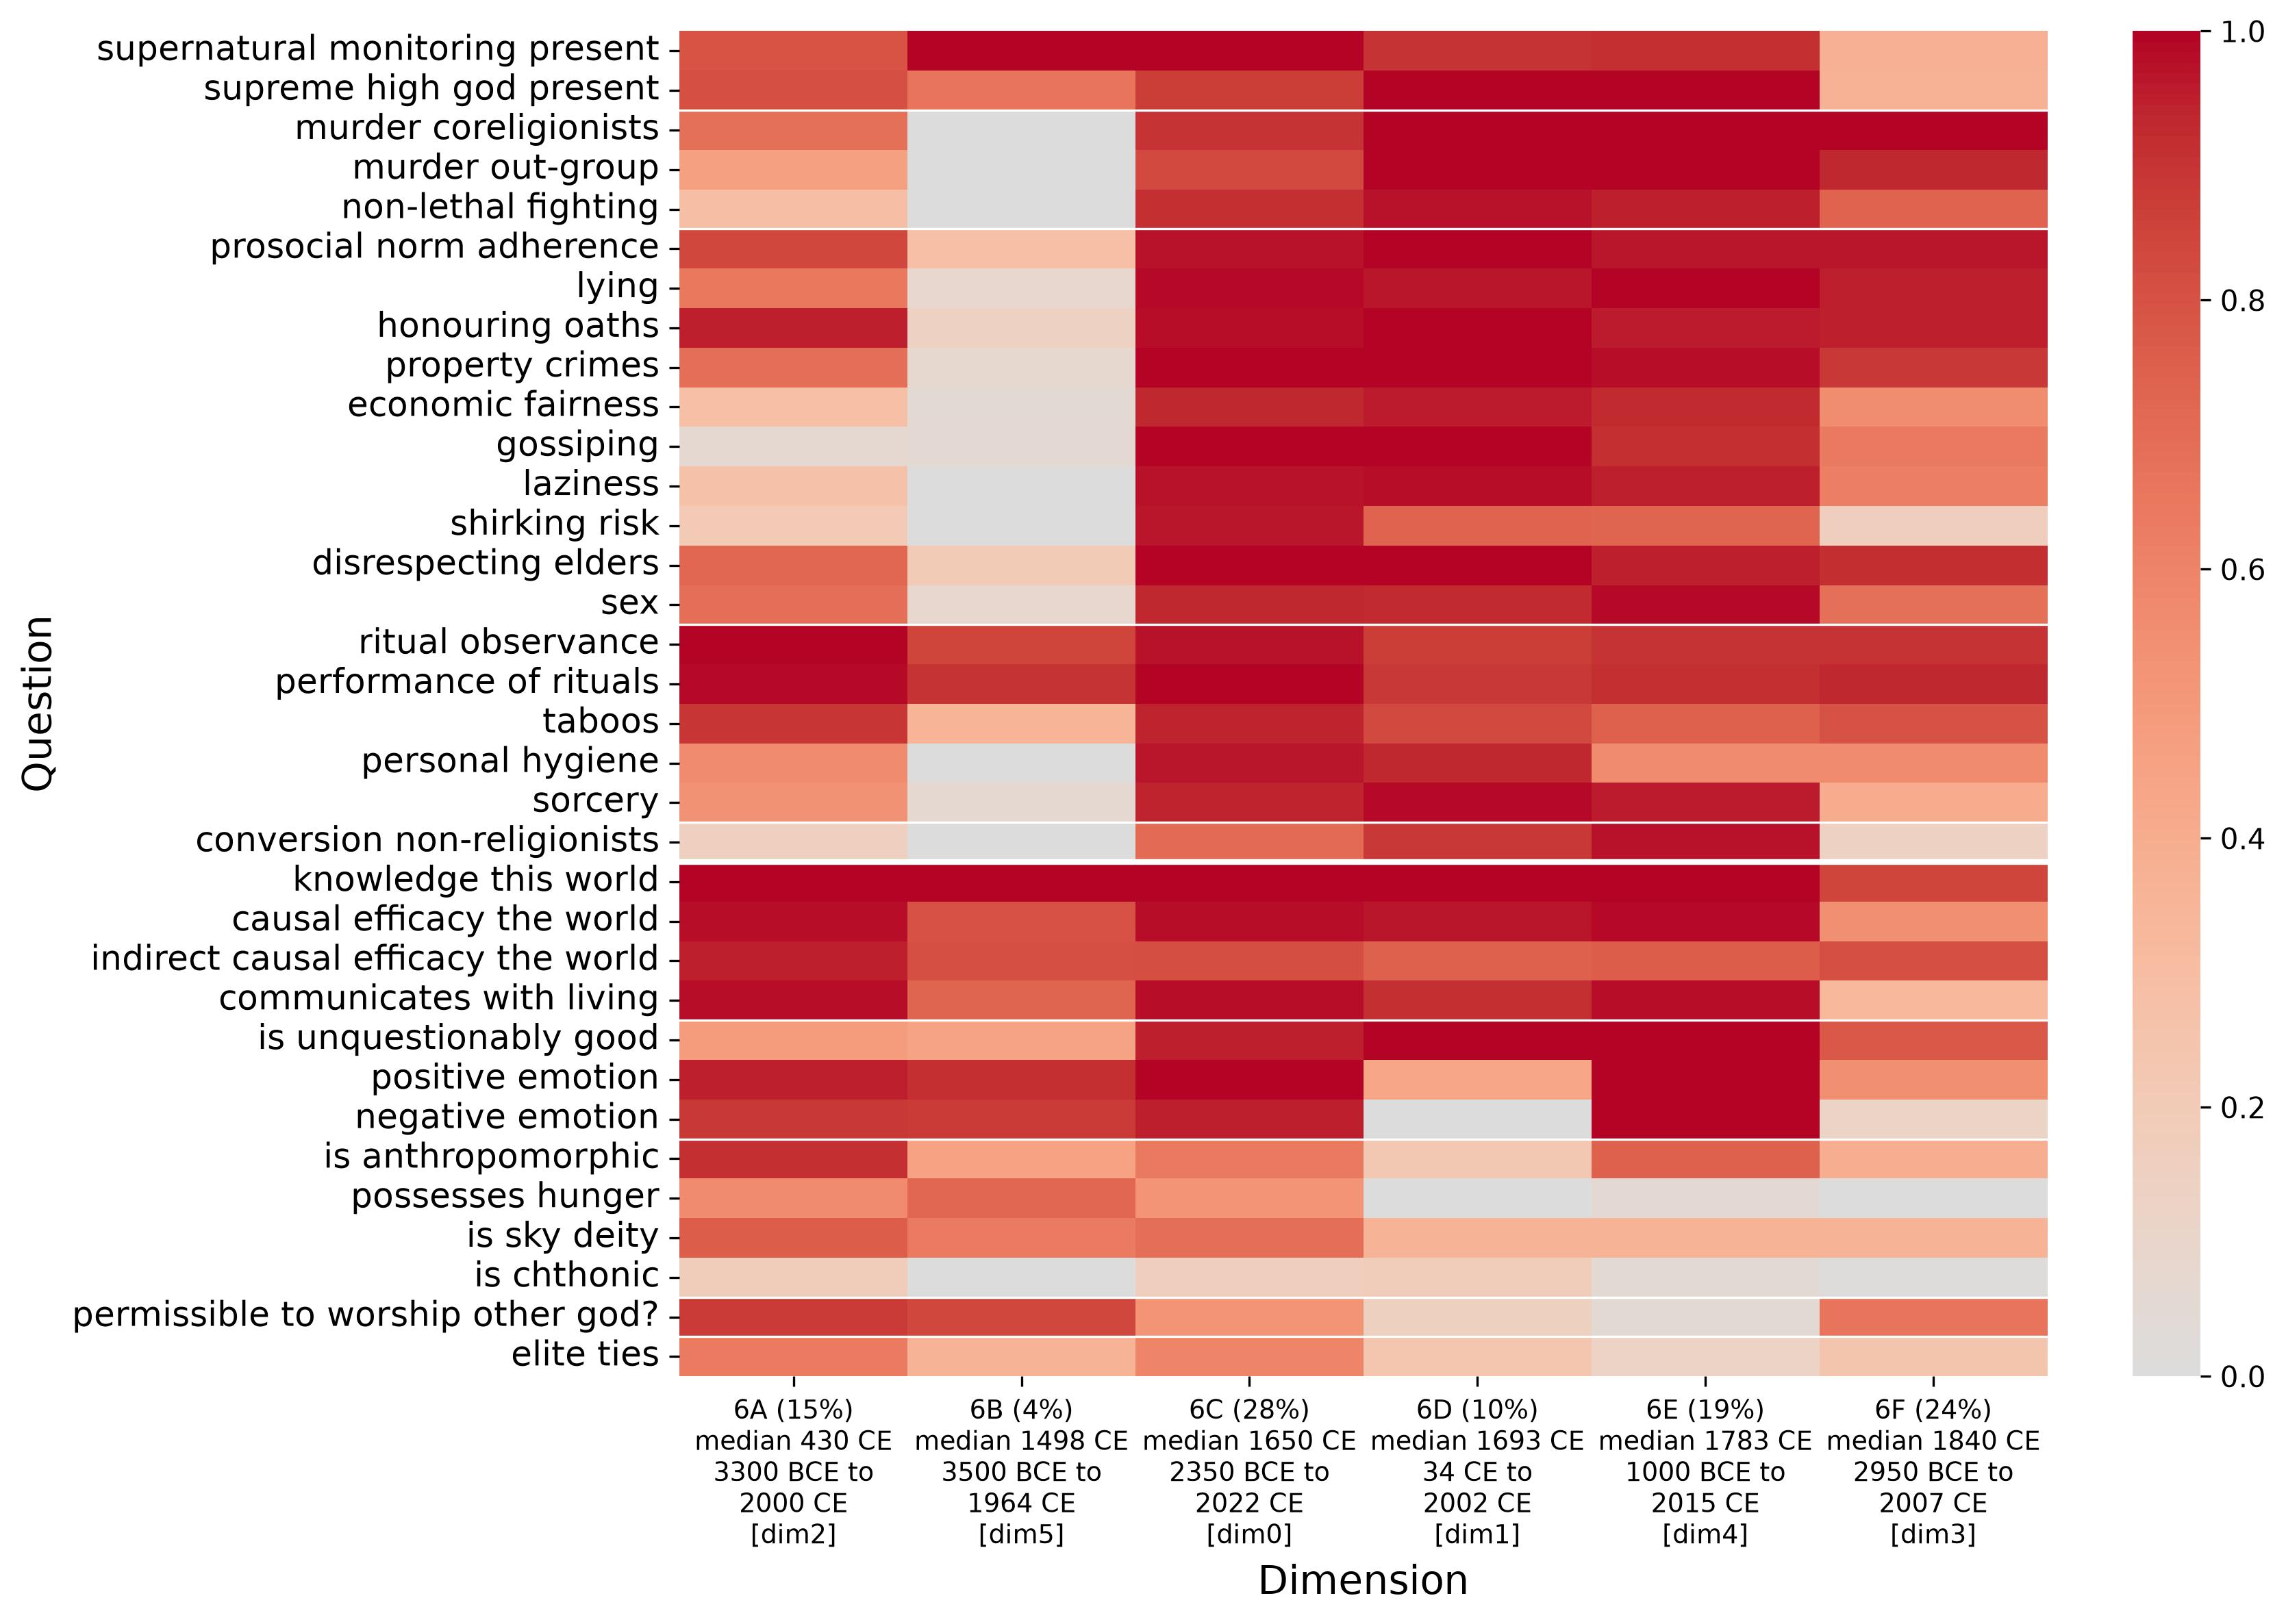 supernatural monitoring present
supreme high god present
murder coreligionists
murder out-group
non-lethal fighting
prosocial norm adherence
lying
honouring oaths
property crimes
economic fairness
gossiping
laziness
shirking risk
disrespecting elders
sex
ritual observance
performance of rituals
taboos
personal hygiene
sorcery
conversion non-religionists
knowledge this world
causal efficacy the world
indirect causal efficacy the world
communicates with living
is unquestionably good
positive emotion
negative emotion
is anthropomorphic
possesses hunger
is sky deity
is chthonic
permissible to worship other god?
elite ties
Question
6A (15%)
median 430 CE
3300 BCE to
2000 CE
[dim2]
6B (4%)
median 1498 CE
3500 BCE to
1964 CE
[dim5]
6C (28%)
median 1650 CE
2350 BCE to
2022 CE
[dim0]
6D (10%)
median 1693 CE
34 CE to
2002 CE
[dim1]
6E (19%)
median 1783 CE
1000 BCE to
2015 CE
[dim4]
6F (24%)
median 1840 CE
2950 BCE to
2007 CE
[dim3]
Dimension
1.0
0.8
0.6
0.4
0.2
0.0